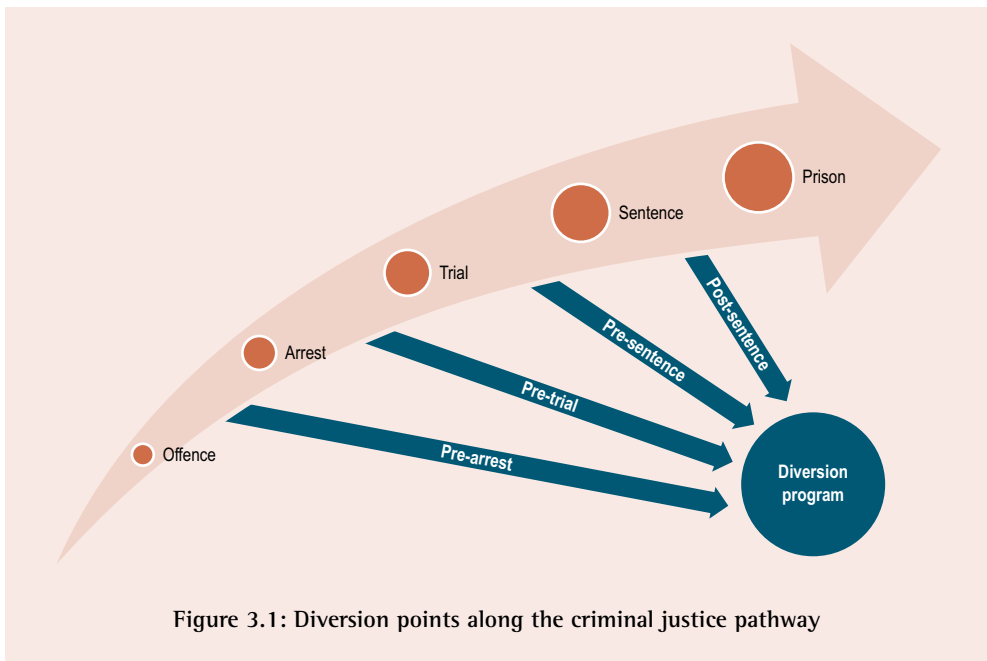 Prison
Sentence
Trial
Arrest
Offence
Post-sentence
Pre-sentence
Pre-trial
Pre-arrest
Diversion
program
Figure 3.1: Diversion points along the criminal justice pathway